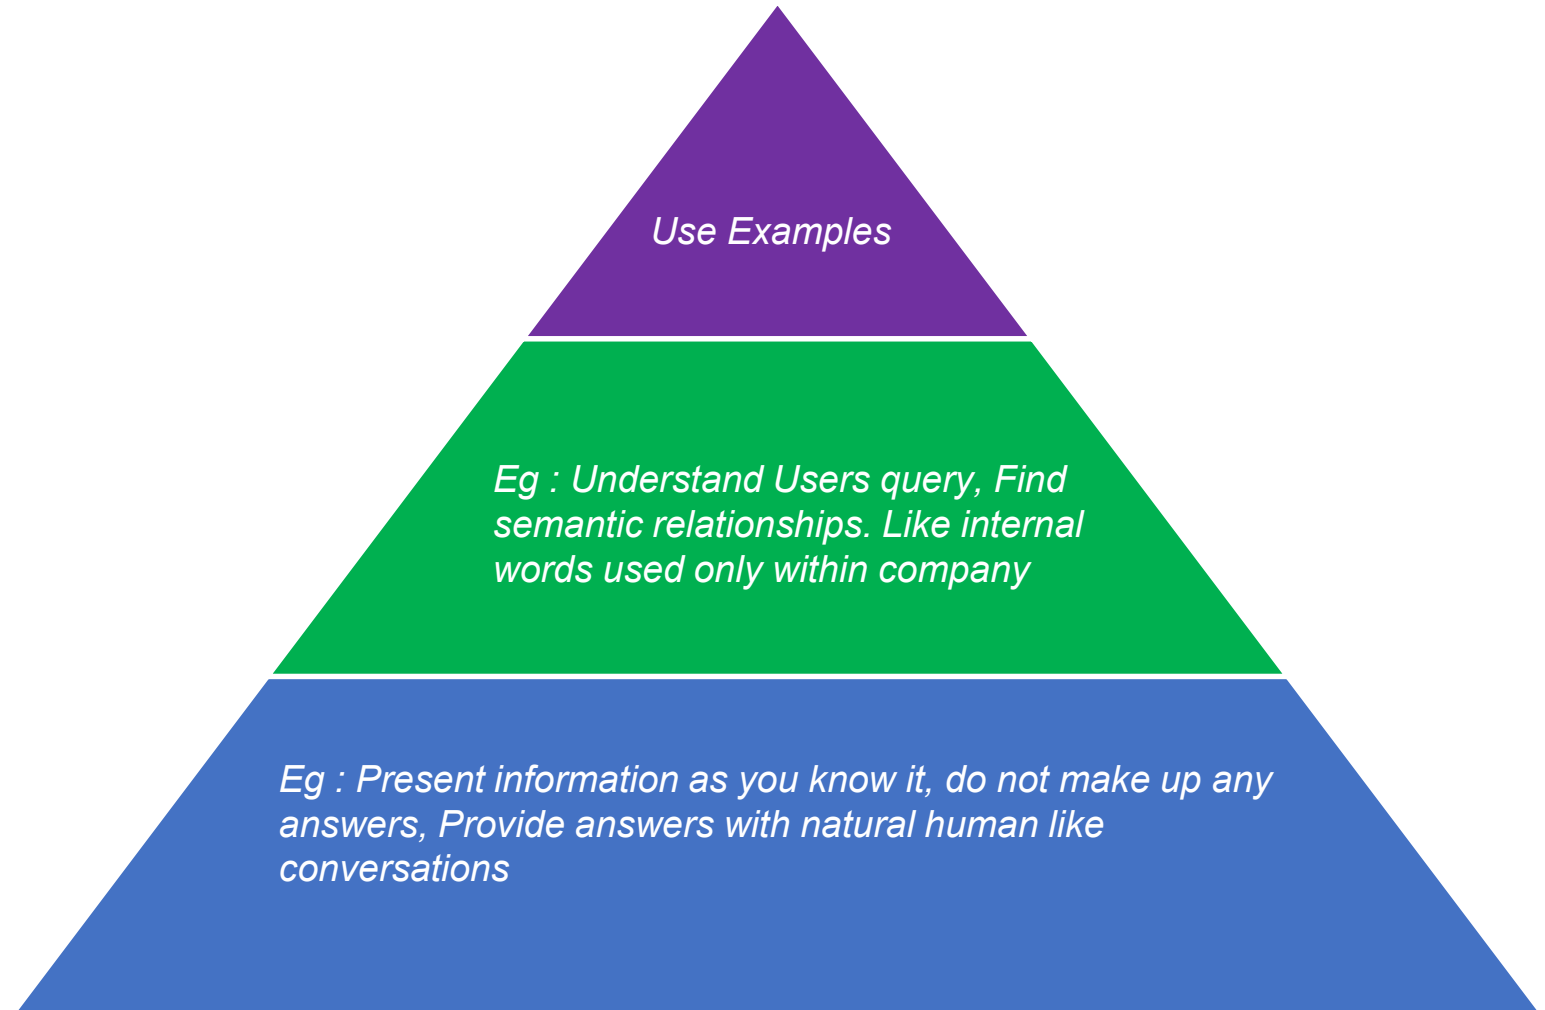 Use Examples
Eg : Understand Users query, Find
semantic relationships. Like internal
words used only within company
Eg : Present information as you know it, do not make up any
answers, Provide answers with natural human like
conversations